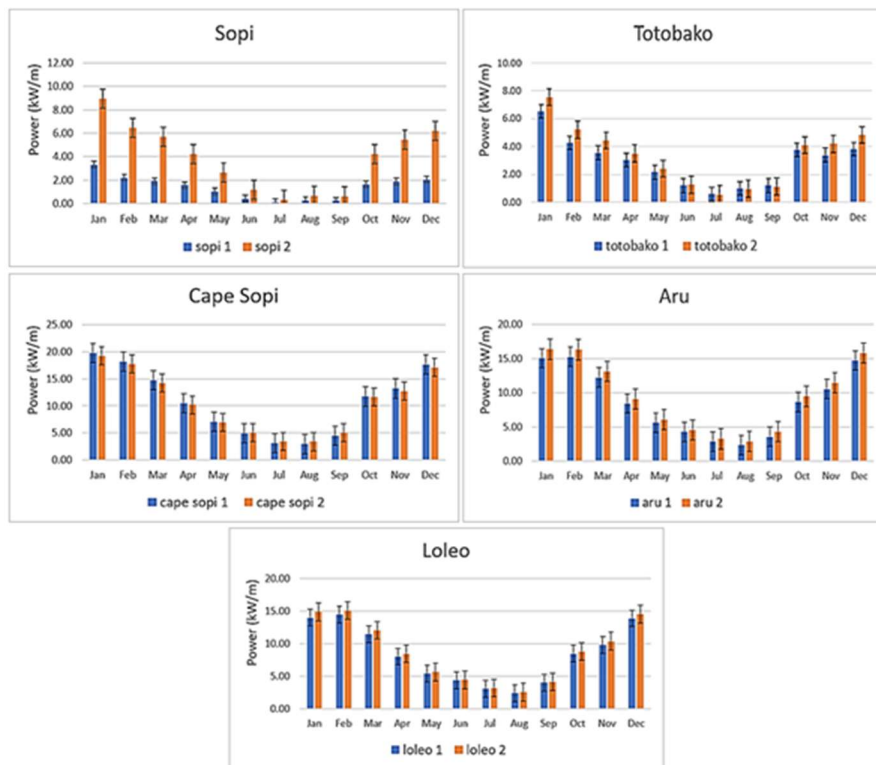 Sopi
Power (kW/m)
12.00
10.00
8.00
6.00
4.00
2.00
0.00
Jan Feb Mar Apr May Jun Jul Aug Sep Oct Nov Dec
sopi 1 sopi 2
Totobako
Power (kW/m)
10.00
8.00
6.00
4.00
2.00
0.00
Jan Feb Mar Apr May Jun Jul Aug Sep Oct Nov Dec
totobako 1 totobako 2
Cape Sopi
Power (kW/m)
25.00
20.00
15.00
10.00
5.00
0.00
Jan Feb Mar Apr May Jun Jul Aug Sep Oct Nov Dec
cape sopi 1 cape sopi 2
Aru
Power (kW/m)
20.00
15.00
10.00
5.00
0.00
Jan Feb Mar Apr May Jun Jul Aug Sep Oct Nov Dec
aru 1 aru 2
Loleo
Power (kW/m)
20.00
15.00
10.00
5.00
0.00
Jan Feb Mar Apr May Jun Jul Aug Sep Oct Nov Dec
loleo 1 loleo 2